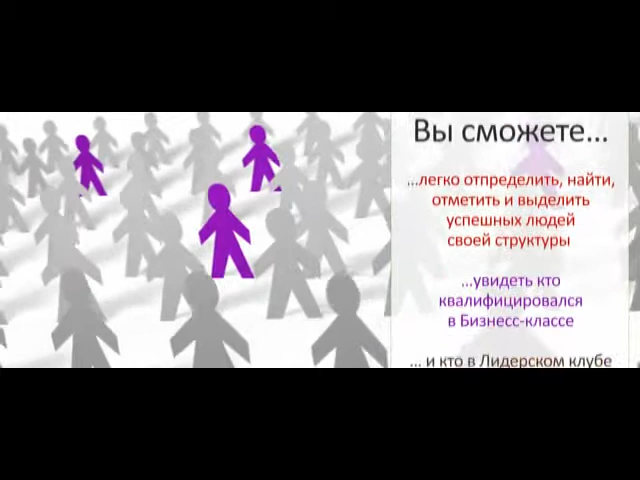 Вы сможете...
...легко отпределить, найти,
отметить и выделить
успешных людей
своей структуры
...увидеть кто
квалифицировался
в Бизнесс-классе
... и кто в Лидерском клубе